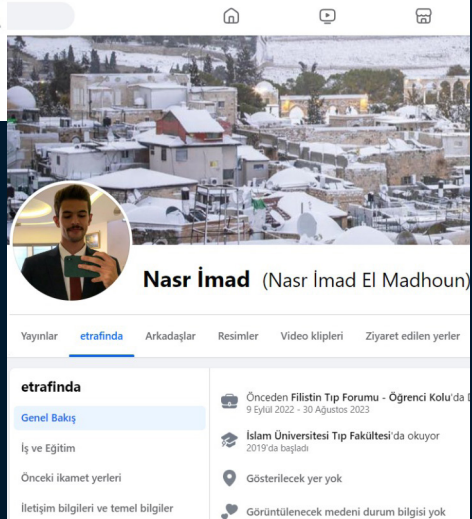 Nasr İmad (Nasr İmad El Madhoun)
Yayınlar etrafinda Arkadaşlar Resimler Video klipleri Ziyaret edilen yerler
etrafinda
Genel Bakış
İş ve Eğitim
Önceki ikamet yerleri
İletişim bilgileri ve temel bilgiler
Önceden Filistin Tıp Forumu - Öğrenci Kolu'da
9 Eylül 2022 - 30 Ağustos 2023
İslam Üniversitesi Tıp Fakültesi'da okuyor
2019'da başladı
Gösterilecek yer yok
Görüntülenecek medeni durum bilgisi yok